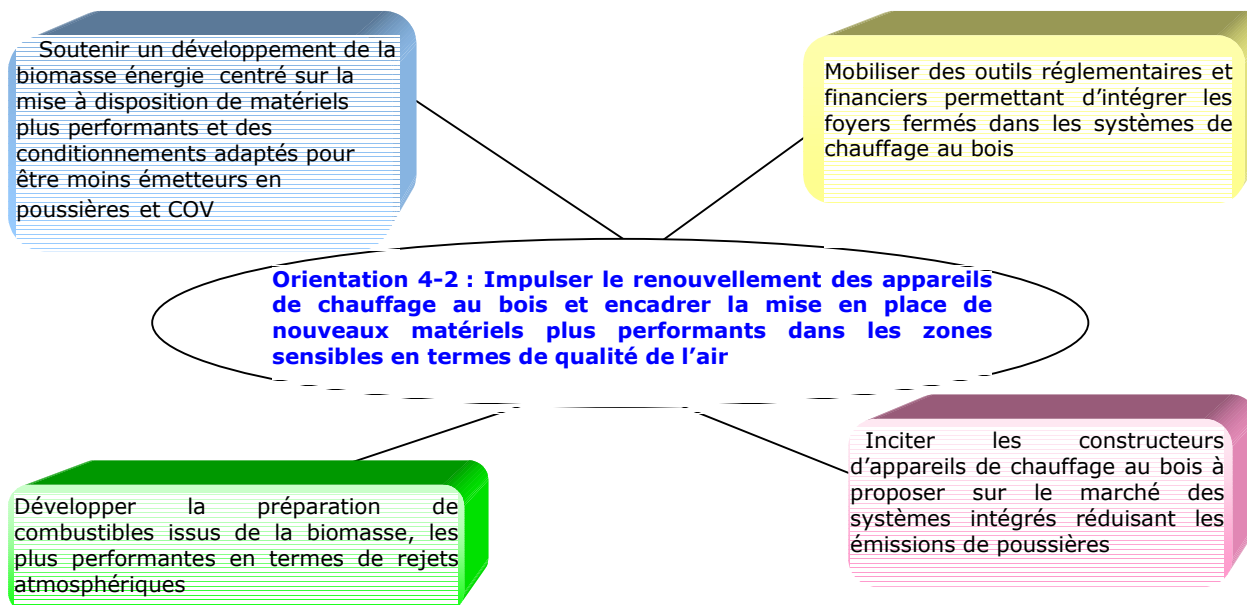 Soutenir un développement de la
biomasse énergie centré sur la
mise à disposition de matériels
plus performants et des
conditionnements adaptés pour
être moins émetteurs en
poussières et COV
Mobiliser des outils réglementaires et
financiers permettant d'intégrer les
foyers fermés dans les systèmes de
chauffage au bois
Orientation 4-2 : Impulser le renouvellement des appareils
de chauffage au bois et encadrer la mise en place de
nouveaux matériels plus performants dans les zones
sensibles en termes de qualité de l'air
Développer la préparation de
combustibles issus de la biomasse, les
plus performantes en termes de rejets
atmosphériques
Inciter les constructeurs
d'appareils de chauffage au bois à
proposer sur le marché des
systèmes intégrés réduisant les
émissions de poussières